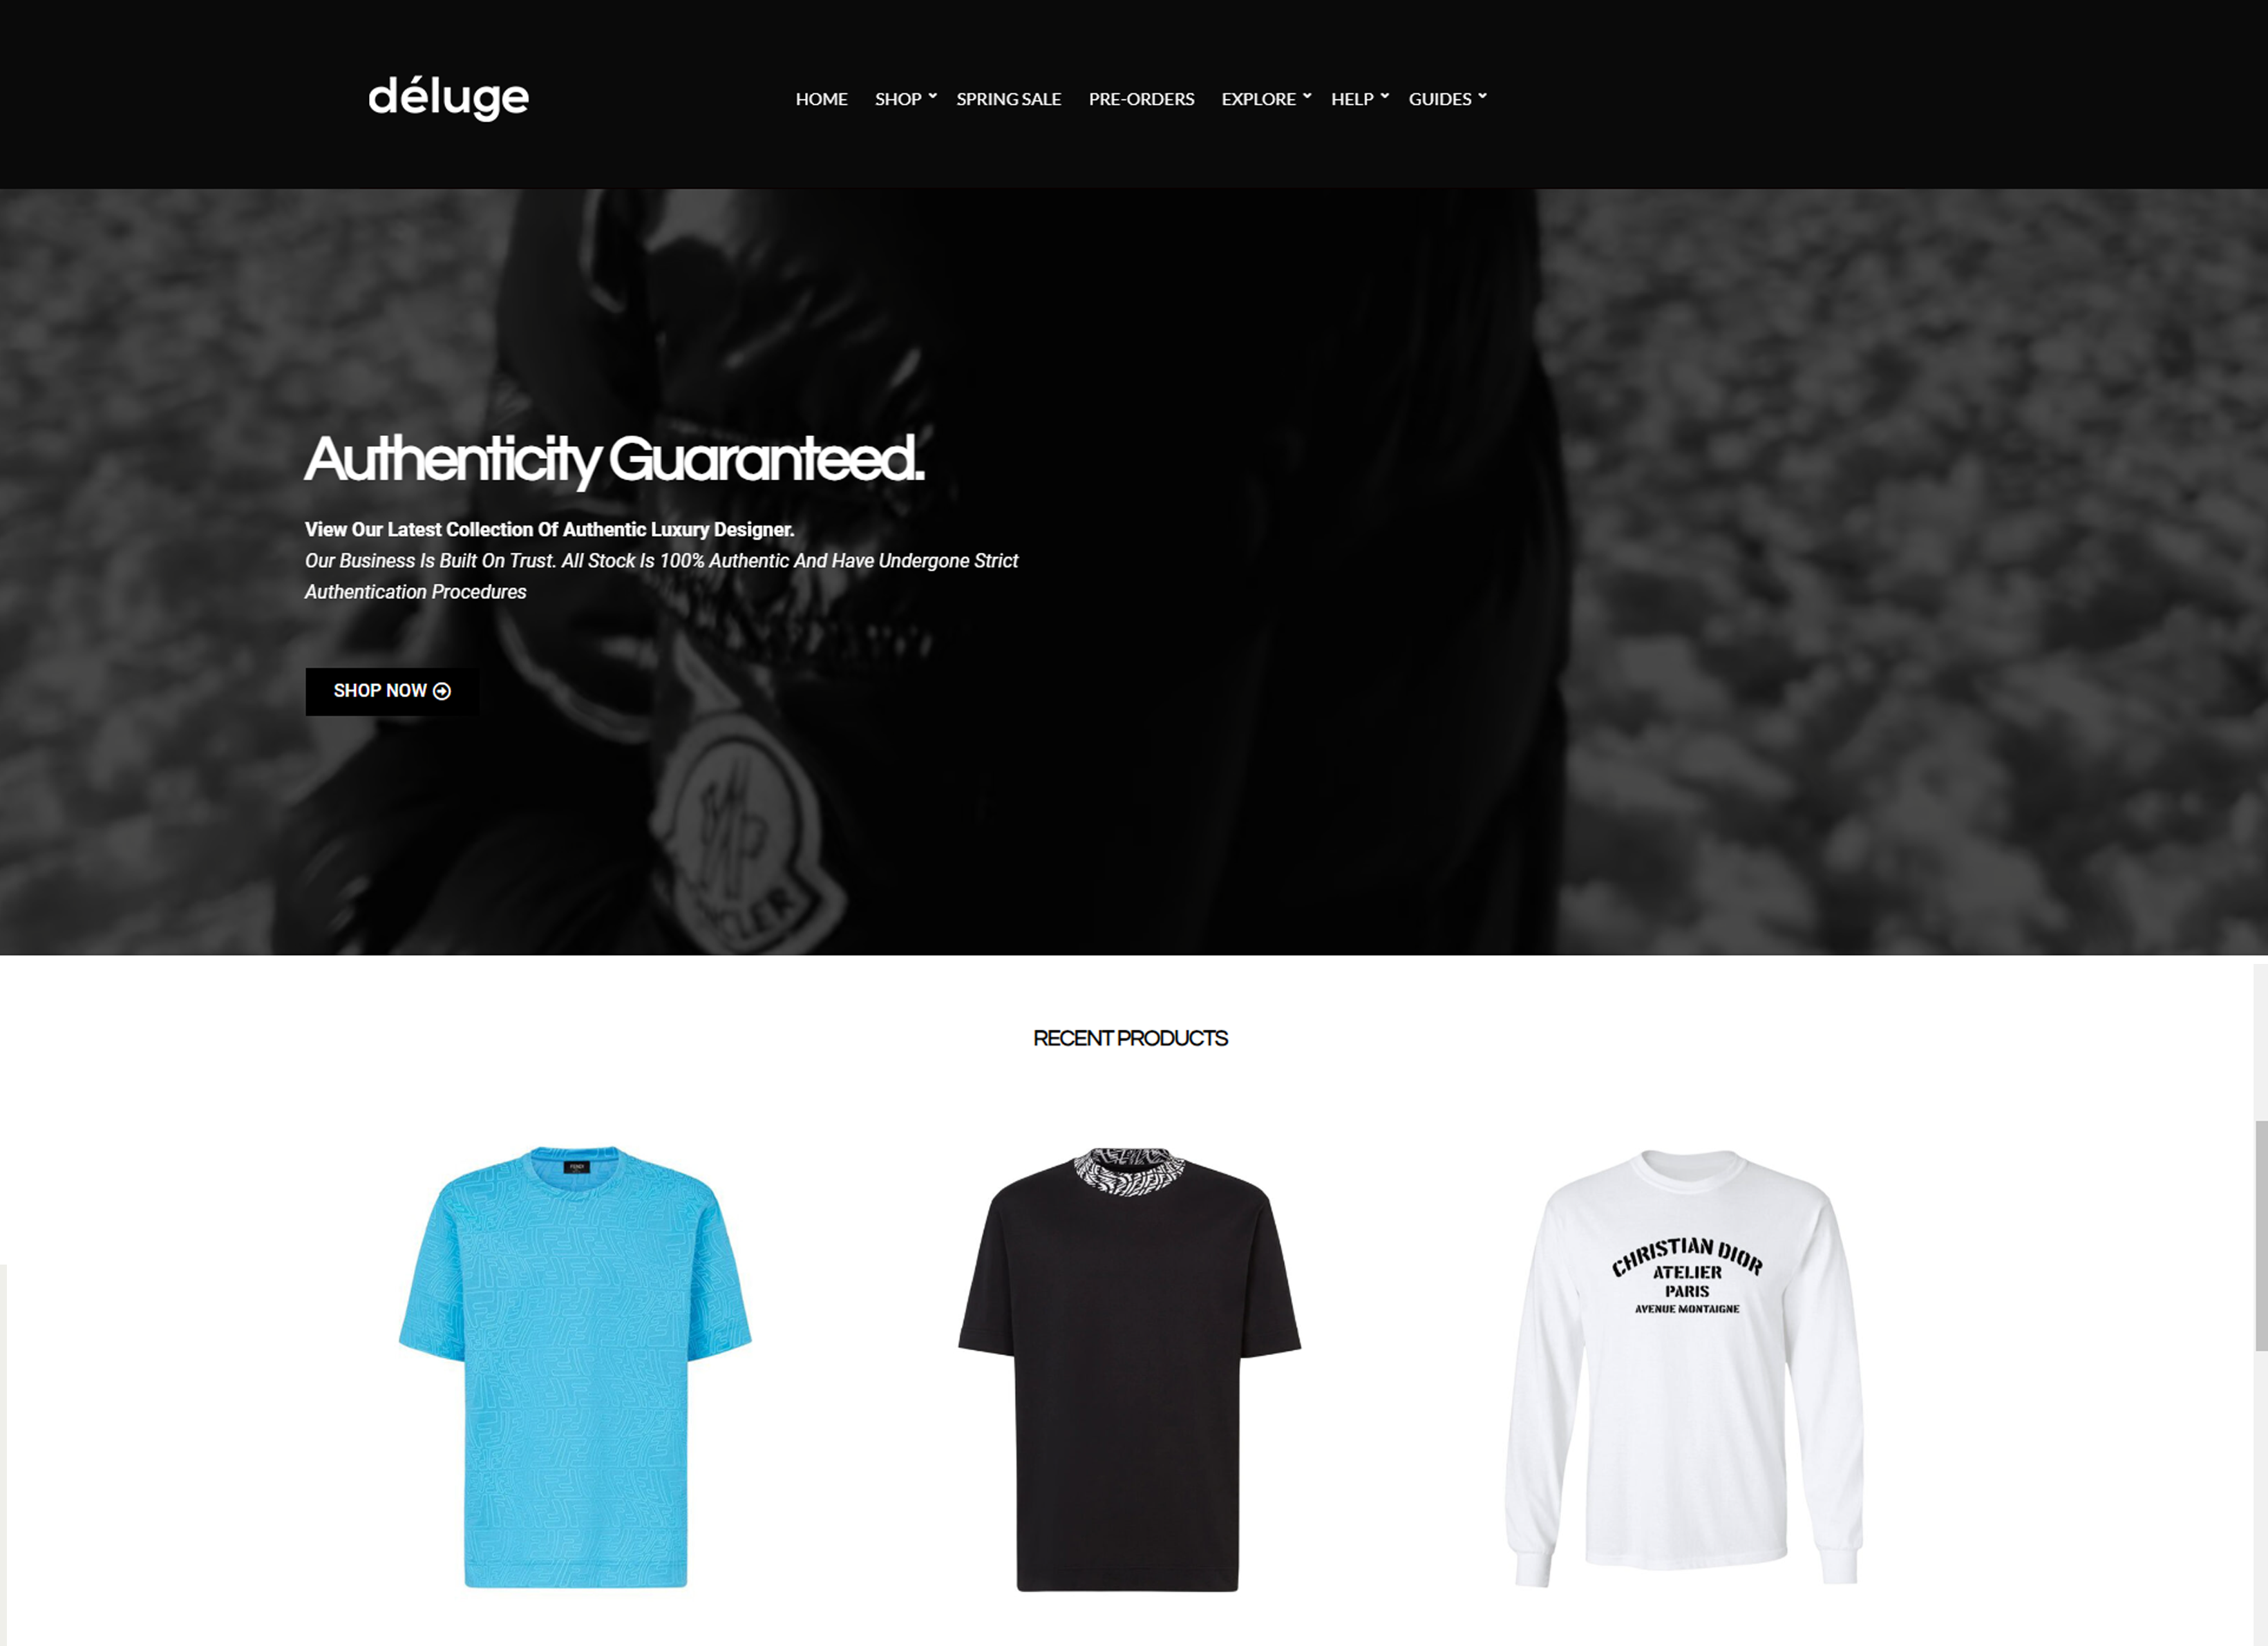 déluge
HOME SHOP SPRING SALE PRE-ORDERS EXPLORE HELP GUIDES
Authenticity Guaranteed.
View Our Latest Collection Of Authentic Luxury Designer.
Our Business Is Built On Trust. All Stock Is 100% Authentic And Have Undergone Strict
Authentication Procedures
SHOP NOW
RECENT PRODUCTS
FENDI
CHRISTIAN DIOR
ATELIER
PARIS
AVENUE MONTAIGNE